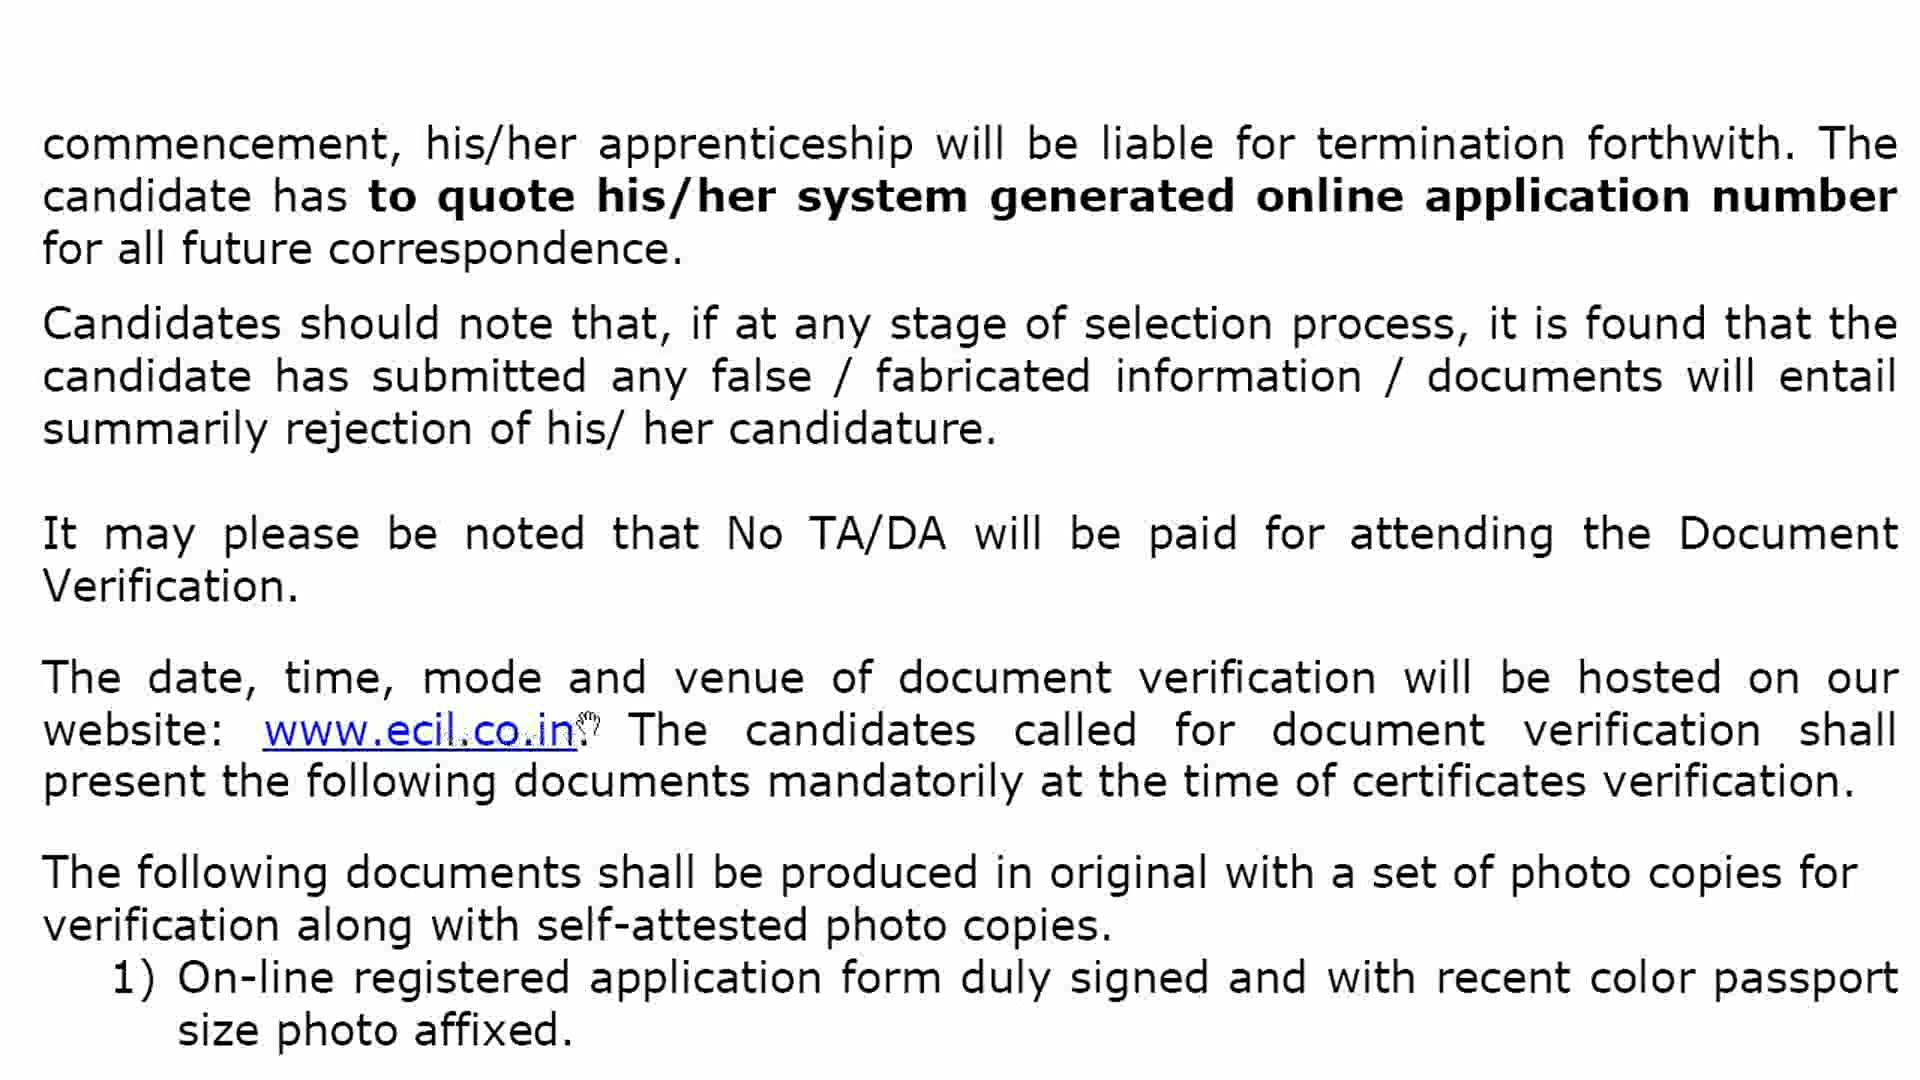 commencement, his/her apprenticeship will be liable for termination forthwith. The
candidate has to quote his/her system generated online application number
for all future correspondence.
Candidates should note that, if at any stage of selection process, it is found that the
candidate has submitted any false / fabricated information / documents will entail
summarily rejection of his/ her candidature.
It may please be noted that No TA/DA will be paid for attending the Document
Verification.
The date, time, mode and venue of document verification will be hosted on our
website: www.ecil.co.in. The candidates called for document verification shall
present the following documents mandatorily at the time of certificates verification.
The following documents shall be produced in original with a set of photo copies for
verification along with self-attested photo copies.
1) On-line registered application form duly signed and with recent color passport
size photo affixed.